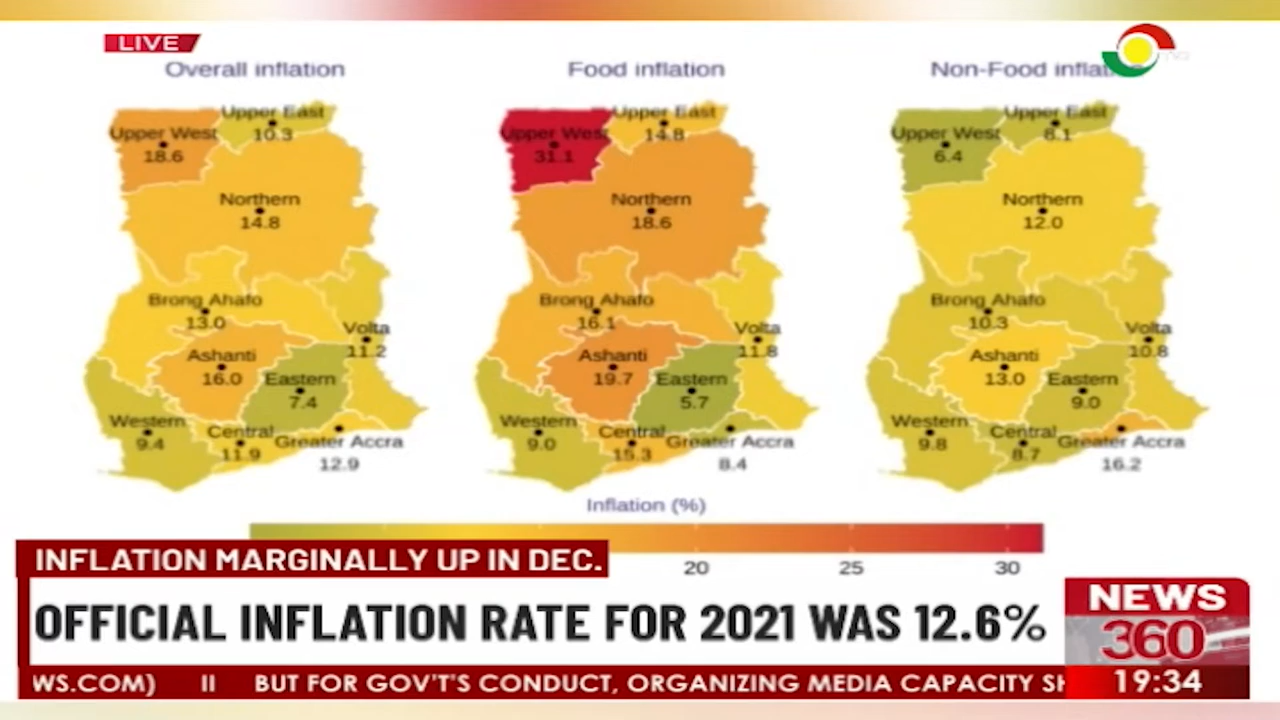 LIVE
Overall inflation
Upper East
10.3
Upper West
18.6
Northern
14.8
Brong Ahafo
13.0
Volta
11.2
Ashanti
16.0
Eastern
7.4
Western
9.4
Central
11.9
Greater Accra
12.9
Food inflation
Upper East
14.8
Upper West
31.1
Northern
18.6
Brong Ahafo
16.1
Volta
11.8
Ashanti
19.7
Eastern
5.7
Western
9.0
Central
15.3
Greater Accra
8.4
Non-Food
Upper East
8.1
Upper West
6.4
Northern
12.0
Brong Ahafo
10.3
Volta
10.8
Ashanti
13.0
Eastern
9.0
Western
9.8
Central
8.7
Greater Accra
16.2
Inflation (%)
20 25 30
INFLATION MARGINALLY UP IN DEC.
OFFICIAL INFLATION RATE FOR 2021 WAS 12.6%
NEWS
360
WS.COM) II BUT FOR GOV'T'S CONDUCT, ORGANIZING MEDIA CAPACITY SH
19:34